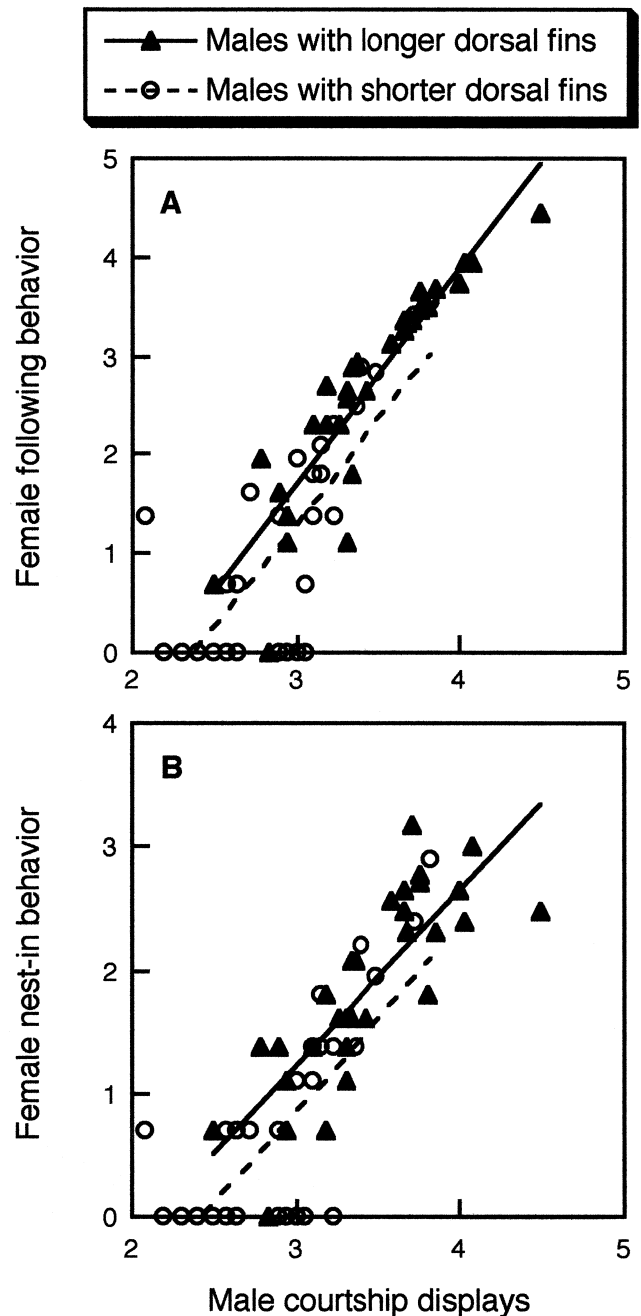 Males with longer dorsal fins
Males with shorter dorsal fins
A
Female following behavior
5
4
3
2
1
0
2 3 4 5
B
Female nest-in behavior
4
3
2
1
0
2 3 4 5
Male courtship displays